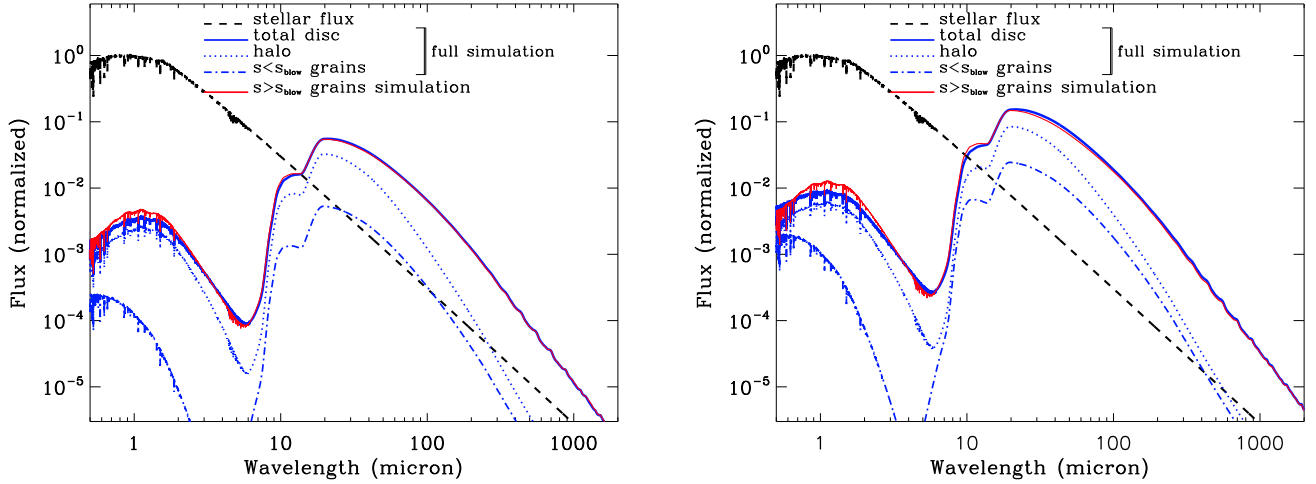 stellar flux
total disc
halo
s<s_blow grains
full simulation
s>s_blow grains simulation
10^0
10^-1
10^-2
10^-3
10^-4
10^-5
Flux (normalized)
1 10 100 1000
Wavelength (micron)
stellar flux
total disc
halo
s<s_blow grains
full simulation
s>s_blow grains simulation
10^0
10^-1
10^-2
10^-3
10^-4
10^-5
Flux (normalized)
1 10 100 1000
Wavelength (micron)